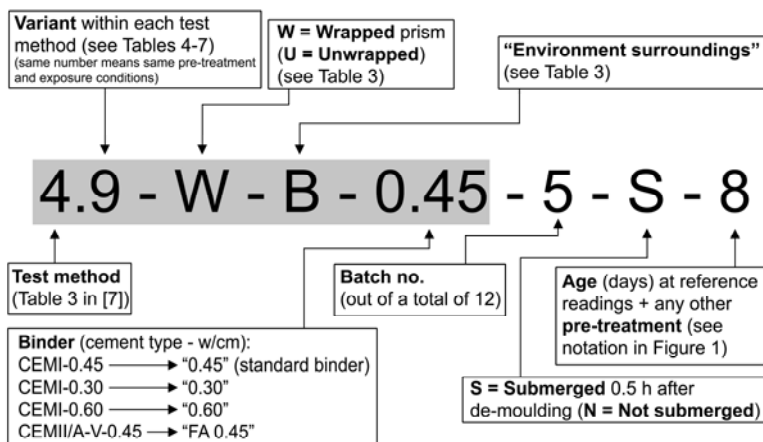 Variant within each test
method (see Tables 4-7)
(same number means same pre-treatment
and exposure conditions)
W = Wrapped prism
(U = Unwrapped)
(see Table 3)
“Environment surroundings”
(see Table 3)
4.9 - W - B - 0.45 - 5 - S - 8
Test method
(Table 3 in [7])
Batch no.
(out of a total of 12)
Age (days) at reference
readings + any other
pre-treatment (see
notation in Figure 1)
Binder (cement type - w/cm):
CEMI-0.45 “0.45” (standard binder)
CEMI-0.30 “0.30”
CEMI-0.60 “0.60”
CEMII/A-V-0.45 “FA 0.45”
S = Submerged 0.5 h after
de-moulding (N = Not submerged)